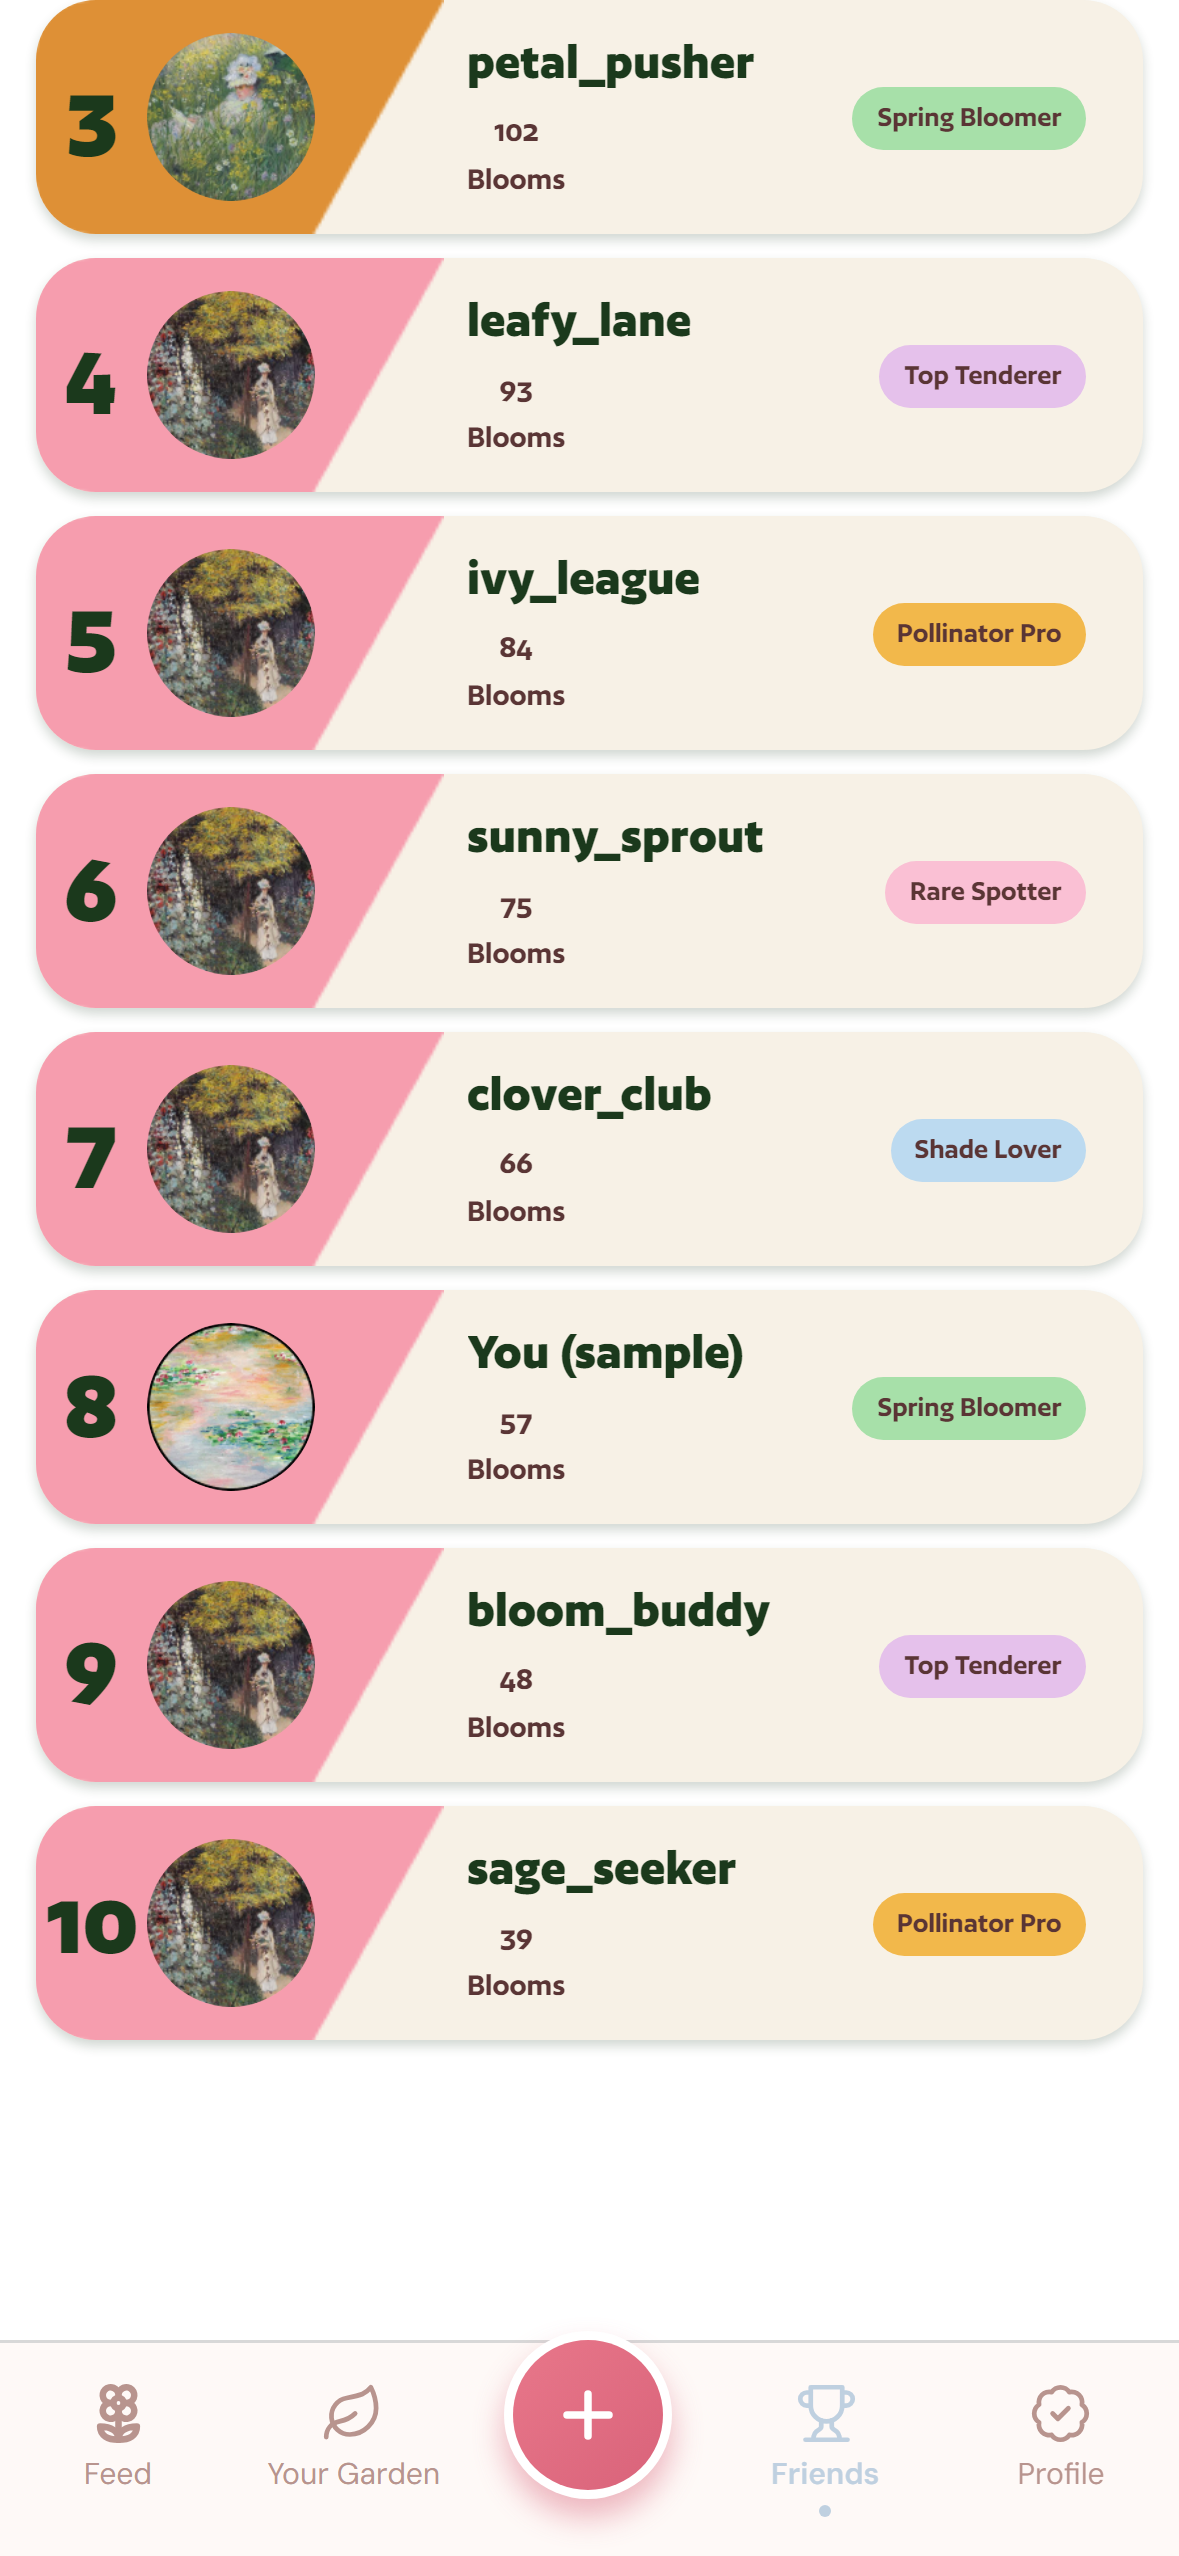 3
petal_pusher
102
Blooms
Spring Bloomer
4
leafy_lane
93
Blooms
Top Tenderer
5
ivy_league
84
Blooms
Pollinator Pro
6
sunny_sprout
75
Blooms
Rare Spotter
7
clover_club
66
Blooms
Shade Lover
8
You (sample)
57
Blooms
Spring Bloomer
9
bloom_buddy
48
Blooms
Top Tenderer
10
sage_seeker
39
Blooms
Pollinator Pro
Feed
Your Garden
Friends
Profile